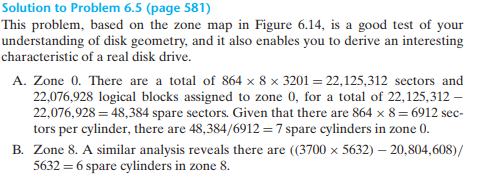 Solution to Problem 6.5 (page 581)
This problem, based on the zone map in Figure 6.14, is a good test of your
understanding of disk geometry, and it also enables you to derive an interesting
characteristic of a real disk drive.
A. Zone 0. There are a total of 864 × 8 × 3201 = 22,125,312 sectors and
22,076,928 logical blocks assigned to zone 0, for a total of 22,125,312 −
22,076,928 = 48,384 spare sectors. Given that there are 864 × 8 = 6912 sec-
tors per cylinder, there are 48,384/6912 = 7 spare cylinders in zone 0.
B. Zone 8. A similar analysis reveals there are ((3700 × 5632) − 20,804,608)/
5632 = 6 spare cylinders in zone 8.